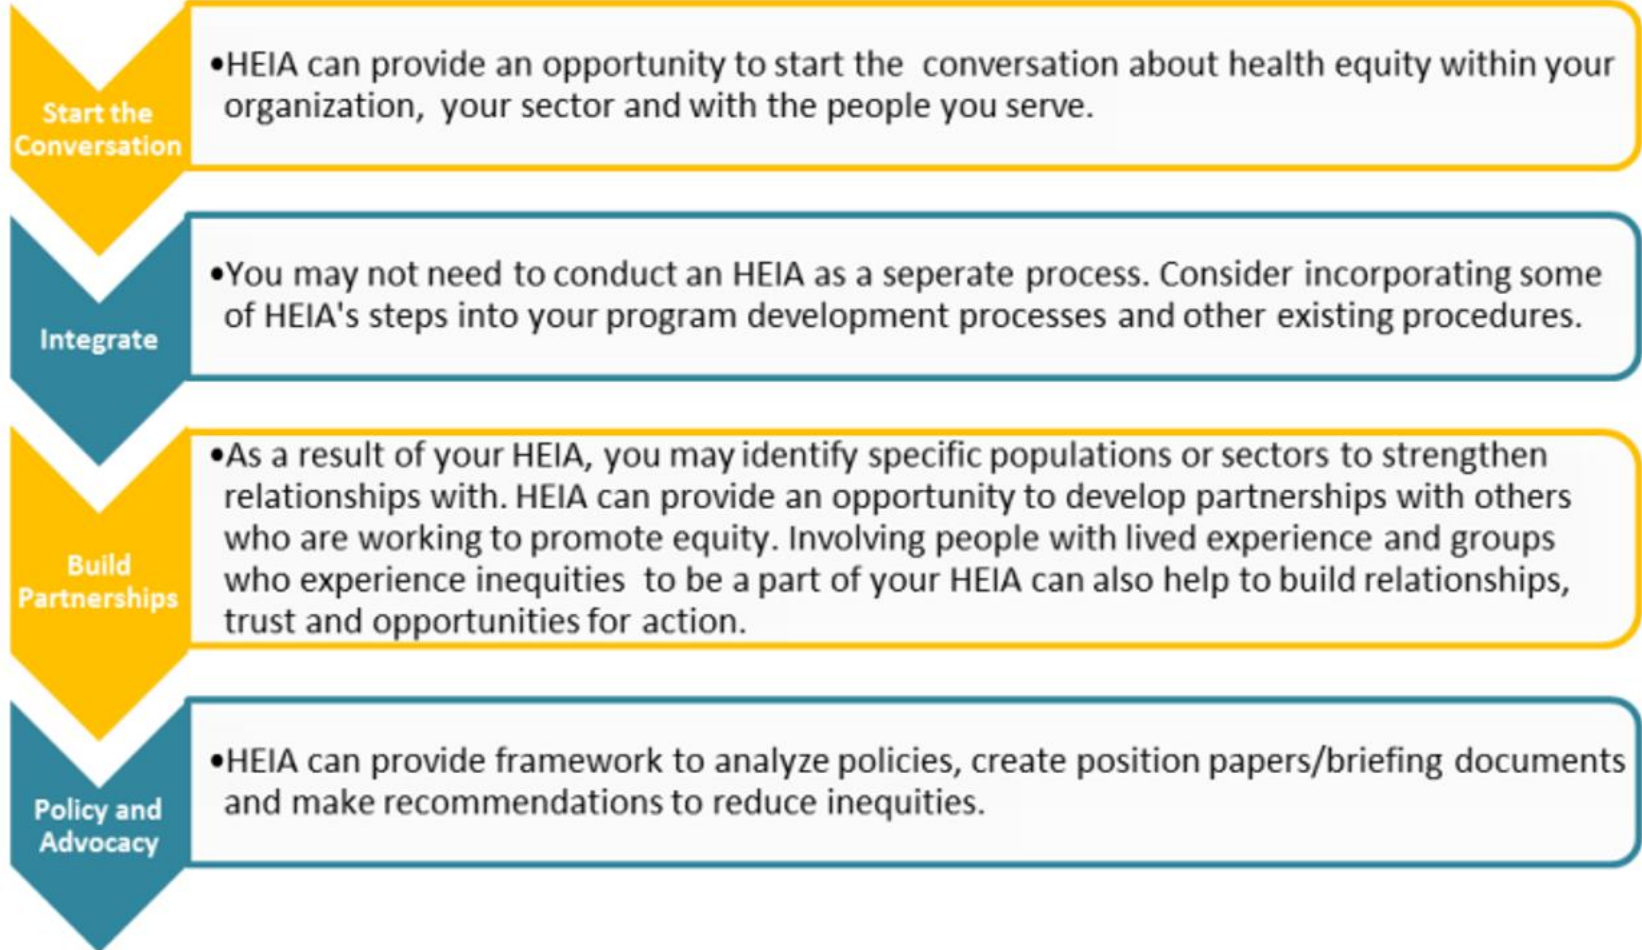 Start the
Conversation
•HEIA can provide an opportunity to start the conversation about health equity within your
organization, your sector and with the people you serve.
Integrate
•You may not need to conduct an HEIA as a seperate process. Consider incorporating some
of HEIA's steps into your program development processes and other existing procedures.
Build
Partnerships
•As a result of your HEIA, you may identify specific populations or sectors to strengthen
relationships with. HEIA can provide an opportunity to develop partnerships with others
who are working to promote equity. Involving people with lived experience and groups
who experience inequities to be a part of your HEIA can also help to build relationships,
trust and opportunities for action.
Policy and
Advocacy
•HEIA can provide framework to analyze policies, create position papers/briefing documents
and make recommendations to reduce inequities.